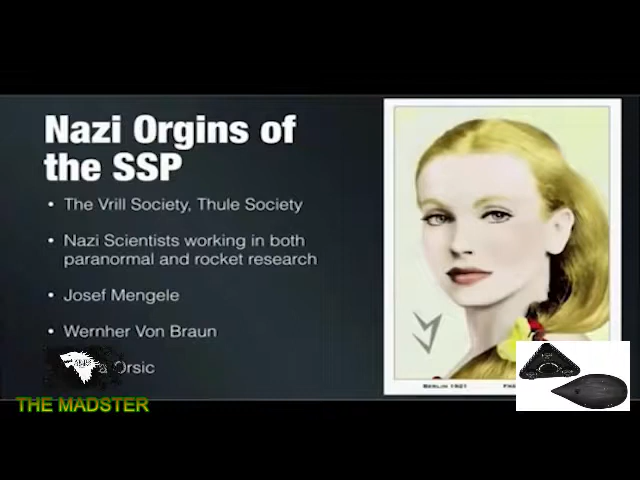 Nazi Orgins of
the SSP
• The Vrill Society, Thule Society
• Nazi Scientists working in both
paranormal and rocket research
• Josef Mengele
• Wernher Von Braun
Orsic
BERLIN 1921
THE MADSTER